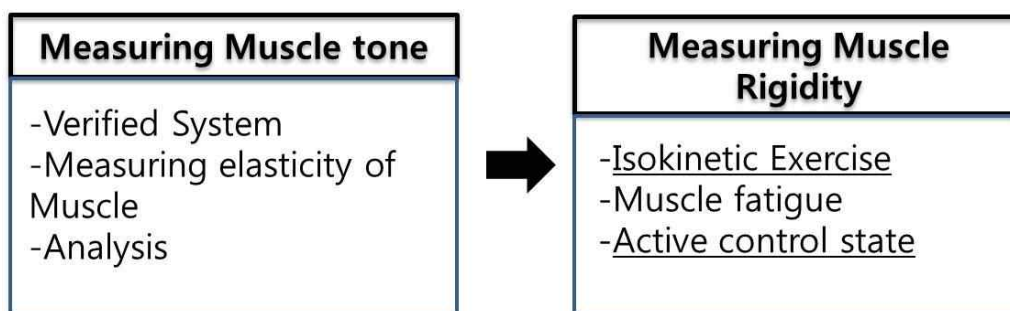 Measuring Muscle tone
-Verified System
-Measuring elasticity of
Muscle
-Analysis
Measuring Muscle
Rigidity
-Isokinetic Exercise
-Muscle fatigue
-Active control state